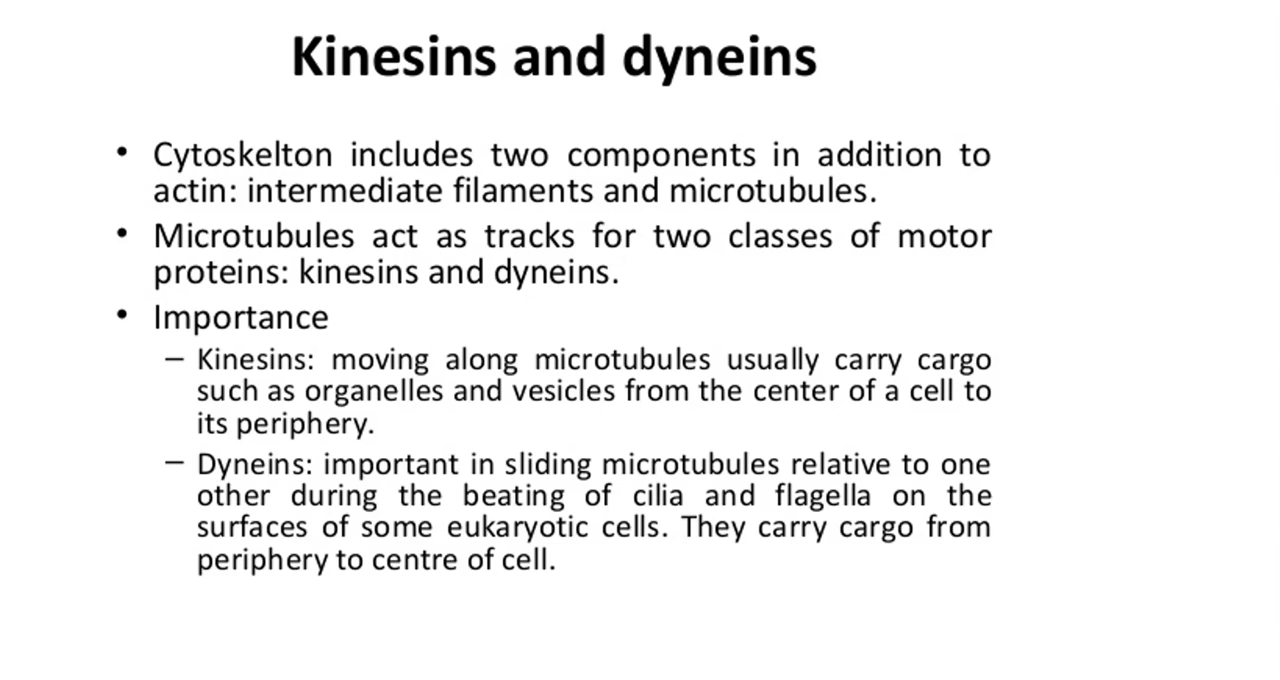 Kinesins and dyneins
• Cytoskelton includes two components in addition to
actin: intermediate filaments and microtubules.
• Microtubules act as tracks for two classes of motor
proteins: kinesins and dyneins.
• Importance
– Kinesins: moving along microtubules usually carry cargo
such as organelles and vesicles from the center of a cell to
its periphery.
– Dyneins: important in sliding microtubules relative to one
other during the beating of cilia and flagella on the
surfaces of some eukaryotic cells. They carry cargo from
periphery to centre of cell.